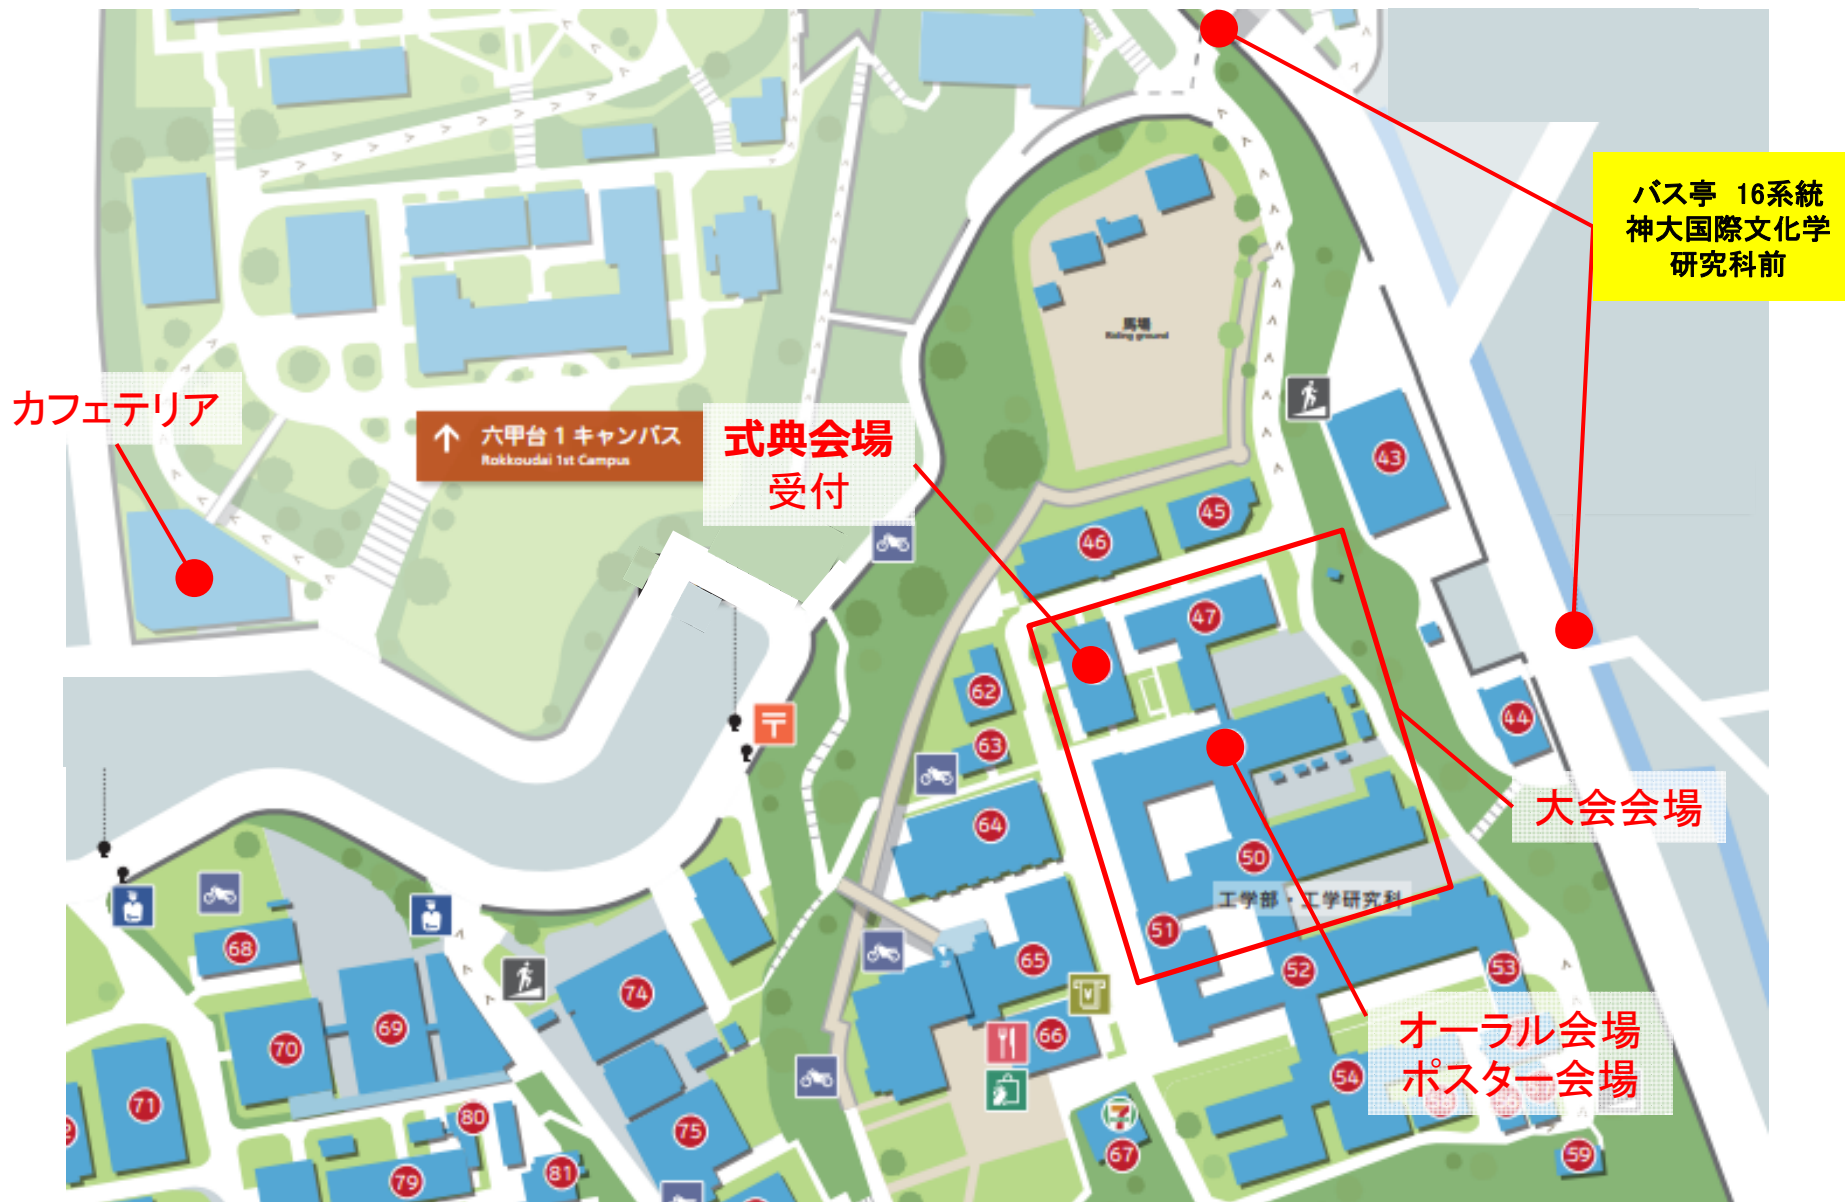 バス亭 16系統
神大国際文化学
研究科前
馬場
Riding ground
カフェテリア
六甲台 1 キャンパス
Rokkoudai 1st Campus
式典会場
受付
43
45
46
47
62
63
44
大会会場
64
50
工学部・工学研究科
51
52
53
65
66
68
74
69
70
71
オーラル会場
ポスター会場
54
80
75
67
7
79
81
59